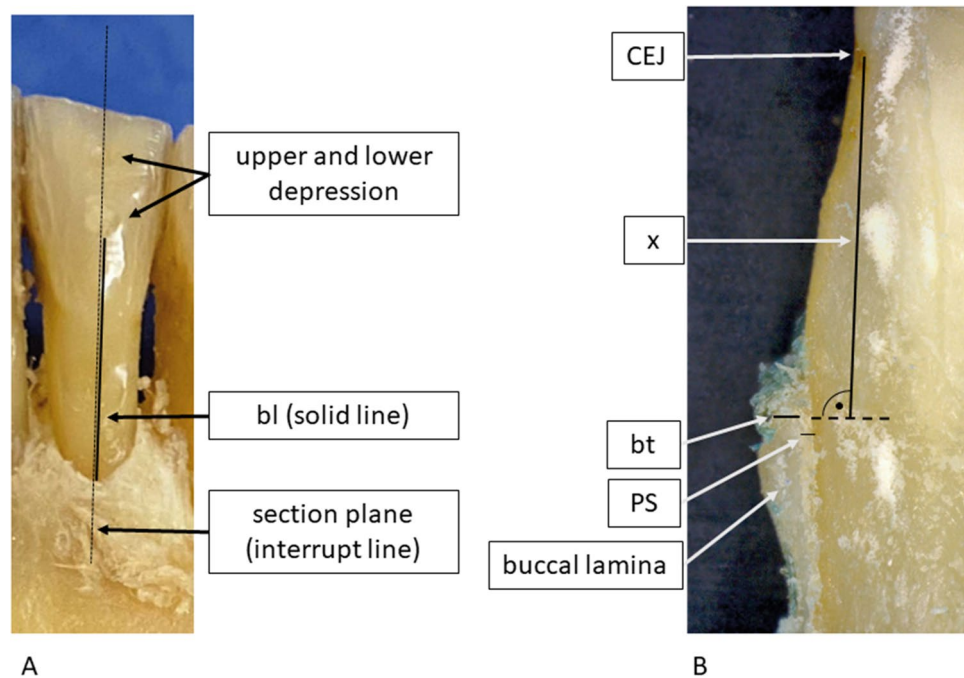 upper and lower
depression
bl (solid line)
section plane
(interrupt line)
A
CEJ
x
bt
PS
buccal lamina
B